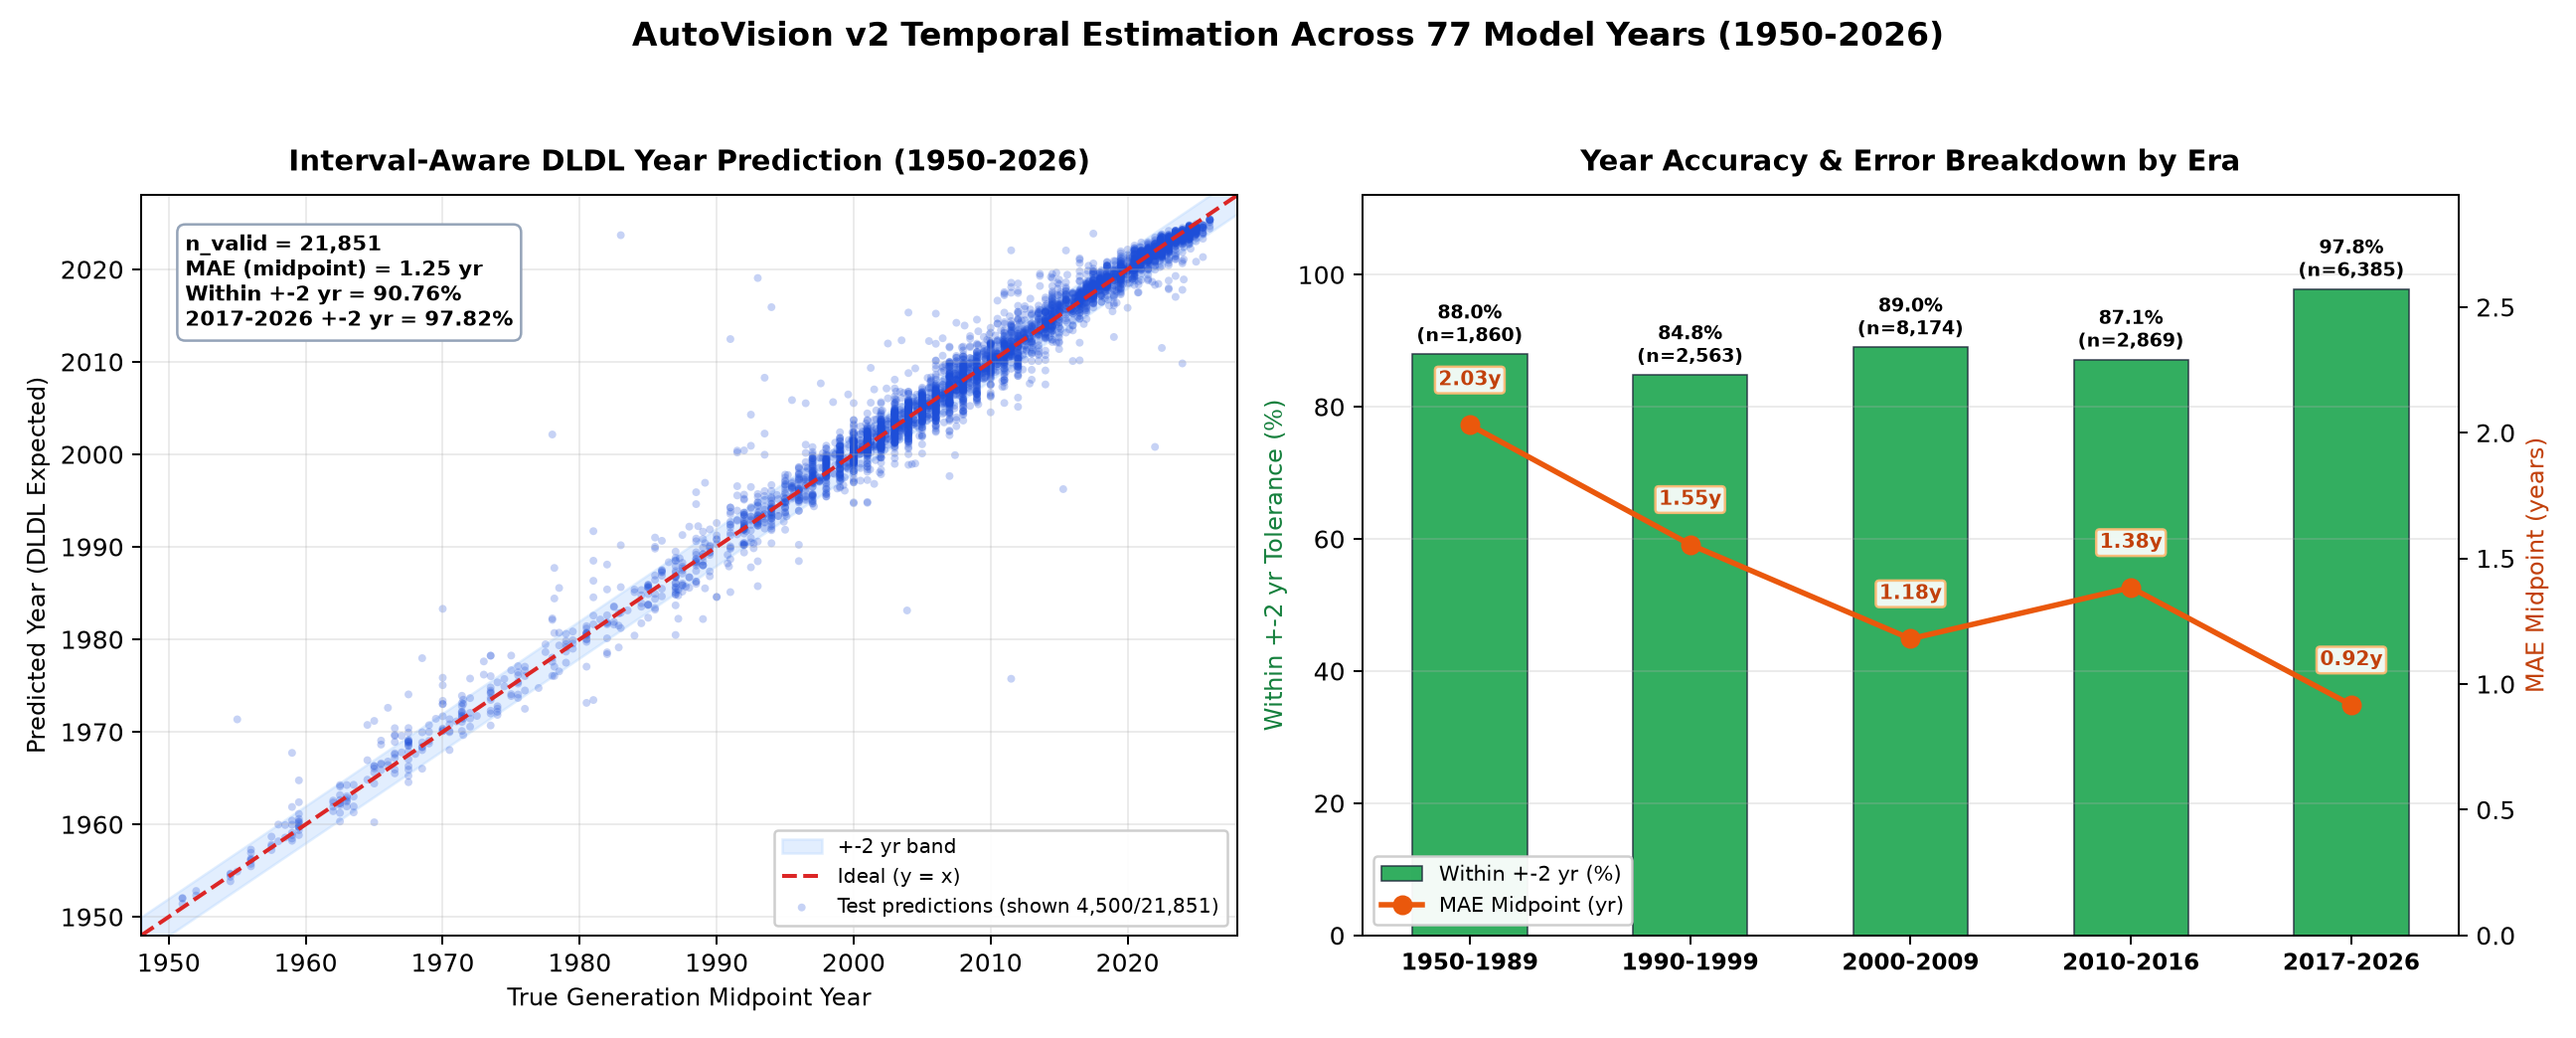 AutoVision v2 Temporal Estimation Across 77 Model Years (1950-2026)
Interval-Aware DLDL Year Prediction (1950-2026)
n_valid = 21,851
MAE (midpoint) = 1.25 yr
Within +-2 yr = 90.76%
2017-2026 +-2 yr = 97.82%
Predicted Year (DLDL Expected)
2020
2010
2000
1990
1980
1970
1960
1950
+-2 yr band
Ideal (y = x)
Test predictions (shown 4,500/21,851)
1950 1960 1970 1980 1990 2000 2010 2020
True Generation Midpoint Year
Year Accuracy & Error Breakdown by Era
Within +-2 yr Tolerance (%)
100
80
60
40
20
0
88.0%
(n=1,860)
84.8%
(n=2,563)
89.0%
(n=8,174)
87.1%
(n=2,869)
97.8%
(n=6,385)
2.03y
1.55y
1.18y
1.38y
0.92y
Within +-2 yr (%)
MAE Midpoint (yr)
1950-1989 1990-1999 2000-2009 2010-2016 2017-2026
2.5
2.0
1.5
1.0
0.5
0.0
MAE Midpoint (years)